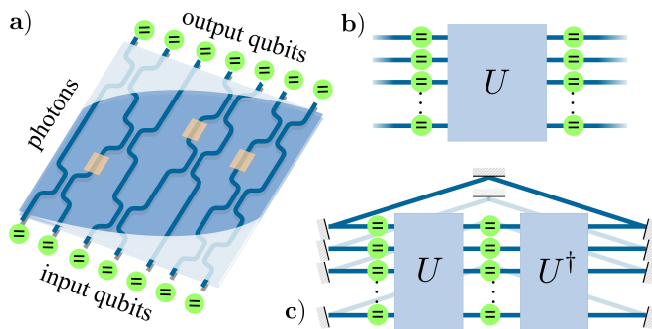 a)
output qubits
photons
input qubits
b)
U
c)
U
U†